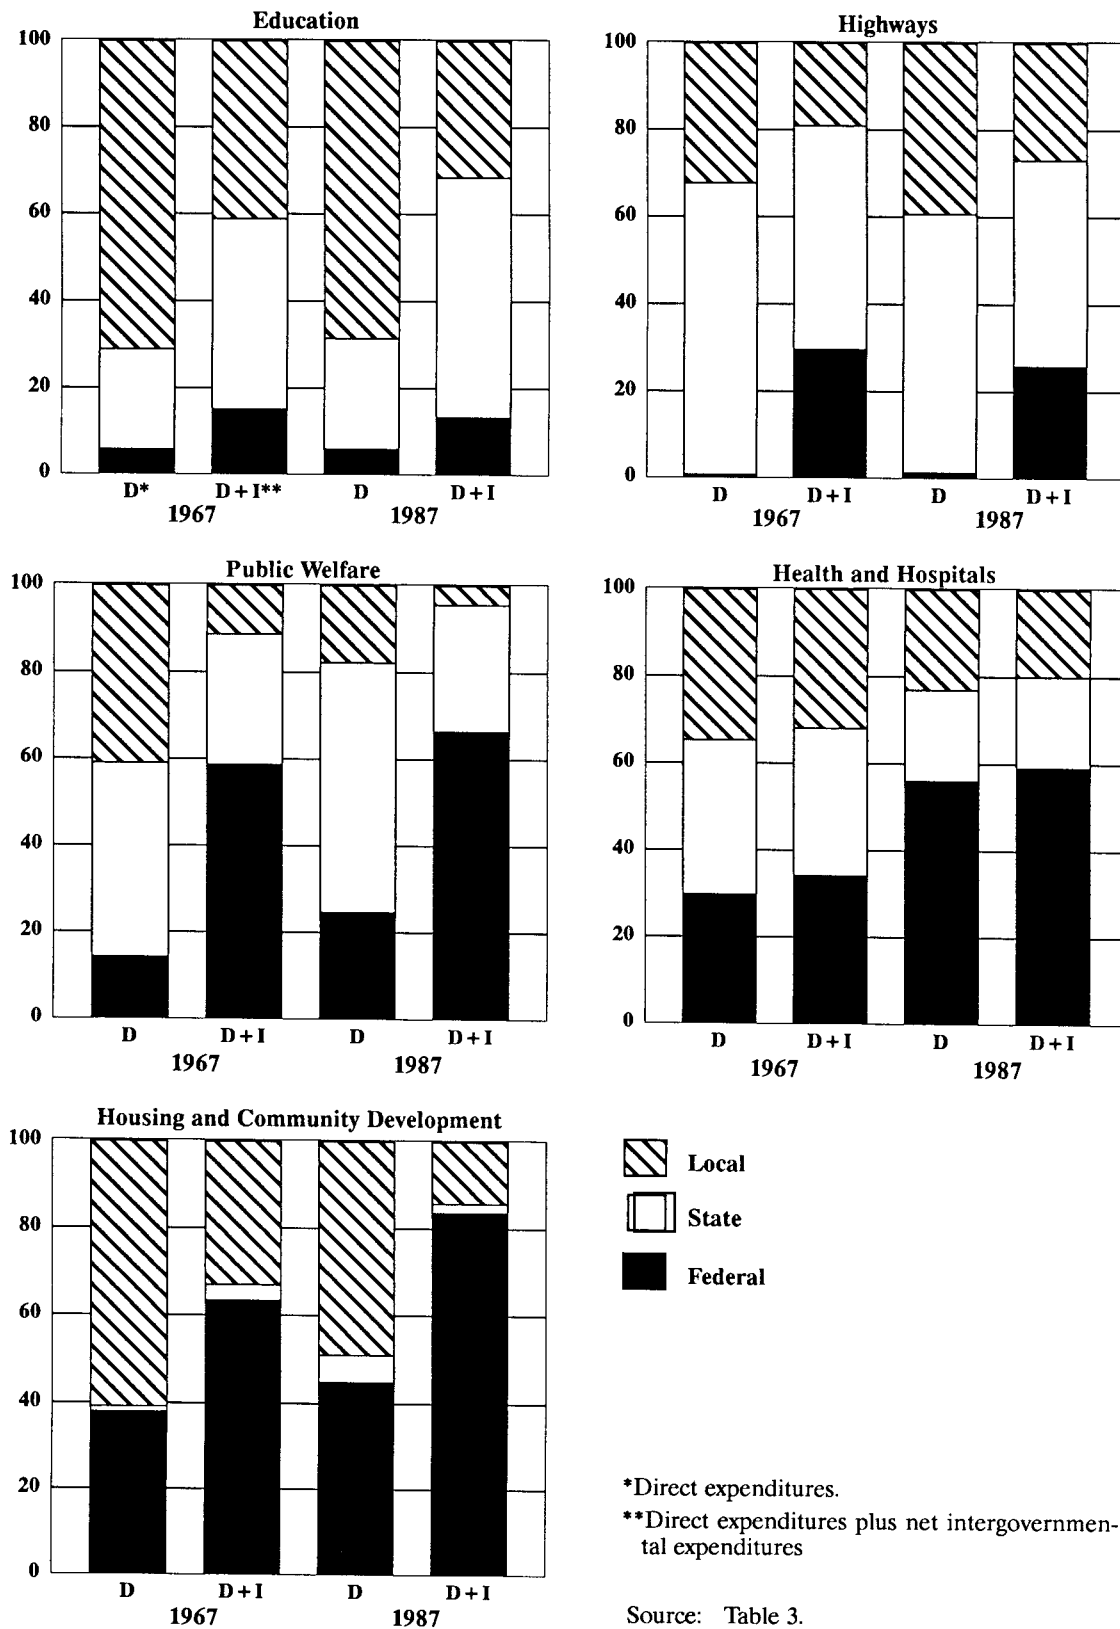 Education
100
80
60
40
20
0
D* D+I** D D+I
1967 1987
Highways
100
80
60
40
20
0
D D+I D D+I
1967 1987
Public Welfare
100
80
60
40
20
0
D D+I D D+I
1967 1987
Health and Hospitals
100
80
60
40
20
0
D D+I D D+I
1967 1987
Housing and Community Development
100
80
60
40
20
0
D D+I D D+I
1967 1987
Local
State
Federal
*Direct expenditures.
**Direct expenditures plus net intergovernmen-
tal expenditures
Source: Table 3.